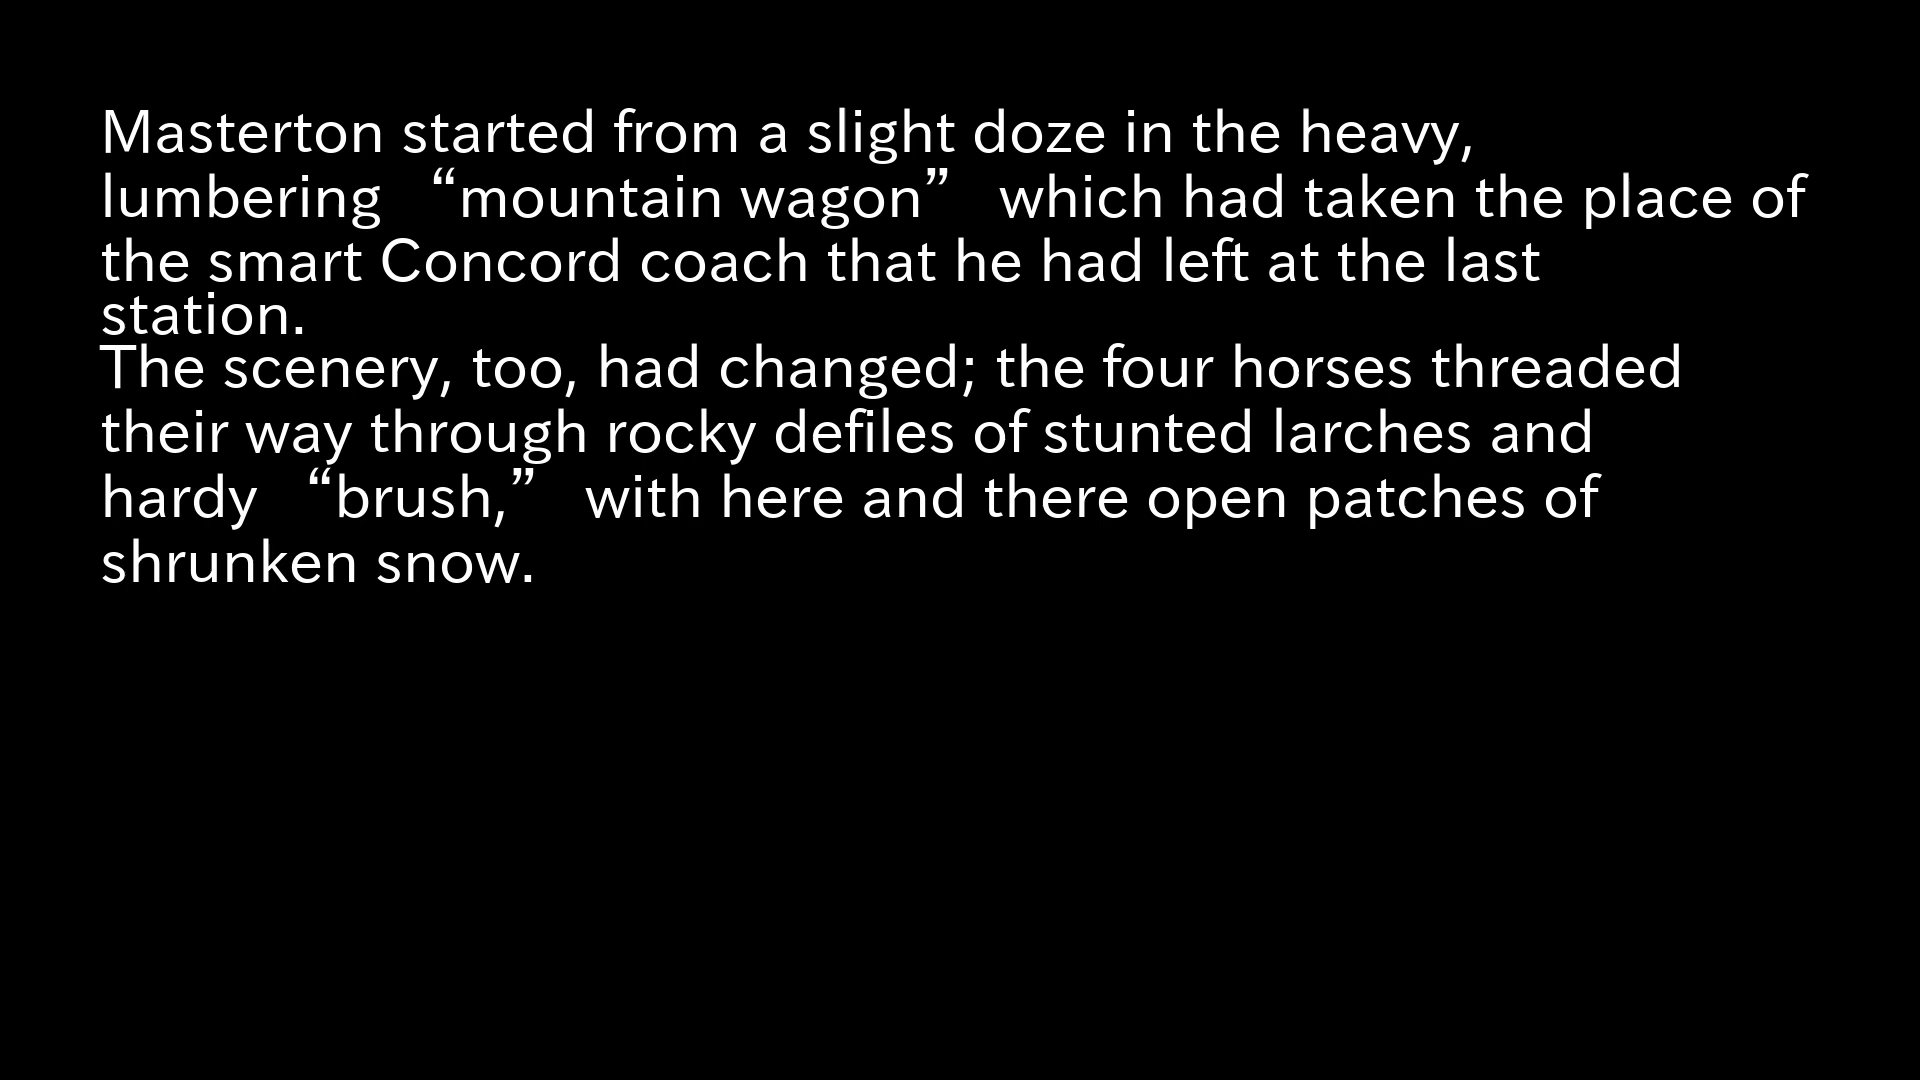 Masterton started from a slight doze in the heavy,
lumbering “mountain wagon” which had taken the place of
the smart Concord coach that he had left at the last
station.
The scenery, too, had changed; the four horses threaded
their way through rocky defiles of stunted larches and
hardy “brush,” with here and there open patches of
shrunken snow.